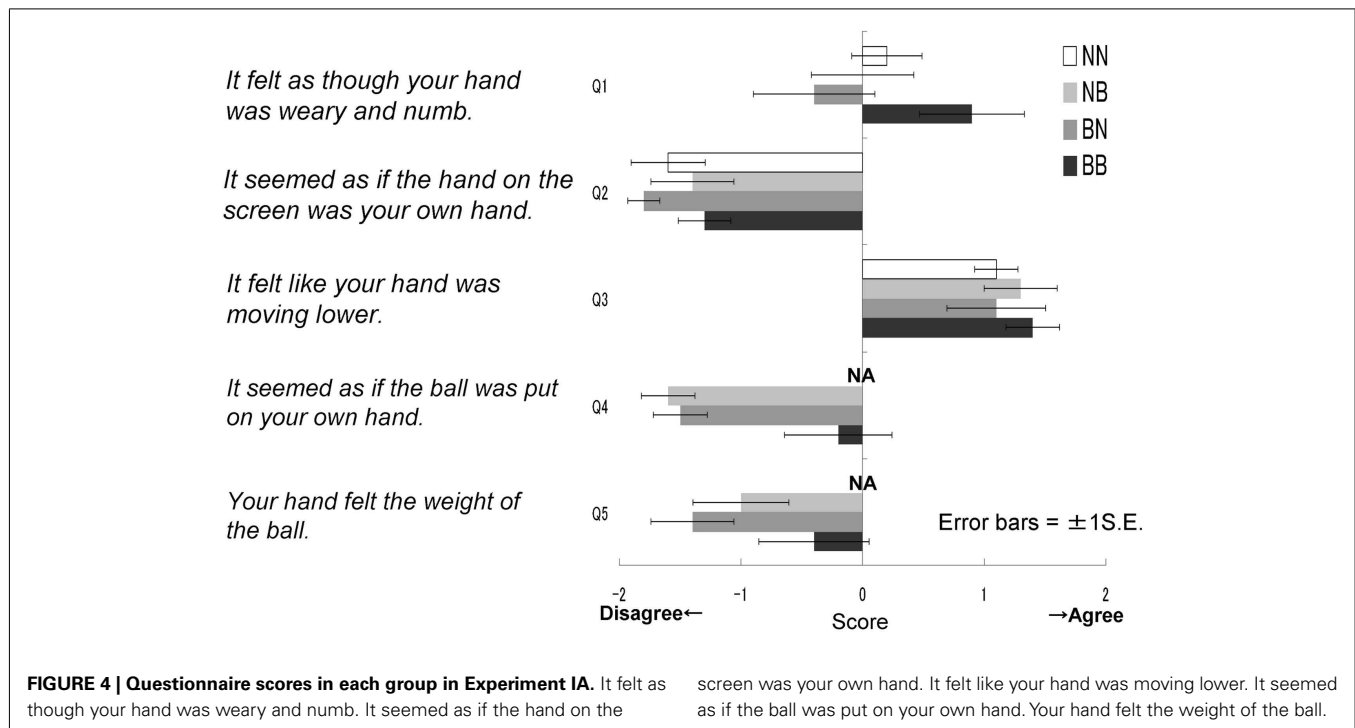 It felt as though your hand
was weary and numb.
Q1
NN
NB
BN
BB
It seemed as if the hand on the
screen was your own hand.
Q2
It felt like your hand was
moving lower.
Q3
It seemed as if the ball was put
on your own hand.
Q4
NA
Your hand felt the weight of
the ball.
Q5
NA
Error bars = ±1S.E.
-2
-1
0
1
2
Disagree←
Score
→Agree
FIGURE 4 | Questionnaire scores in each group in Experiment IA. It felt as
though your hand was weary and numb. It seemed as if the hand on the
screen was your own hand. It felt like your hand was moving lower. It seemed
as if the ball was put on your own hand. Your hand felt the weight of the ball.